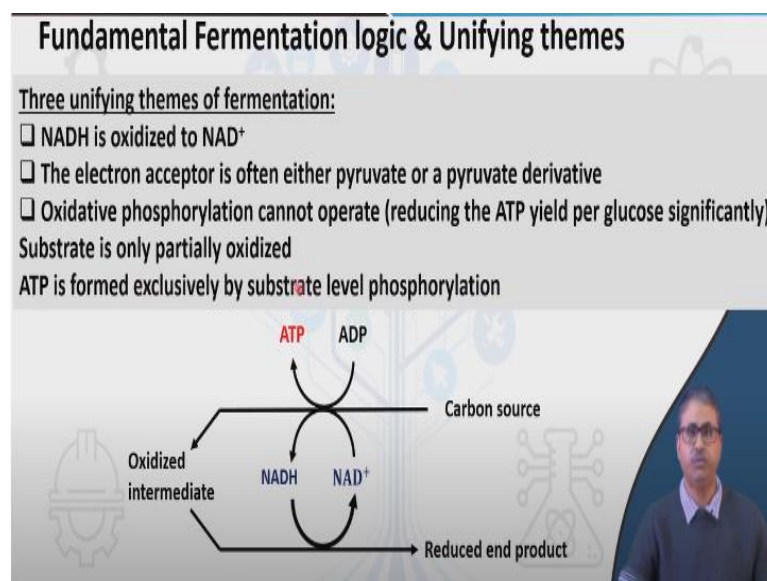 Fundamental Fermentation logic & Unifying themes
Three unifying themes of fermentation:
❑ NADH is oxidized to NAD⁺
❑ The electron acceptor is often either pyruvate or a pyruvate derivative
❑ Oxidative phosphorylation cannot operate (reducing the ATP yield per glucose significantly)
Substrate is only partially oxidized
ATP is formed exclusively by substrate level phosphorylation
ATP ADP
Carbon source
Oxidized
intermediate
NADH NAD⁺
Reduced end product